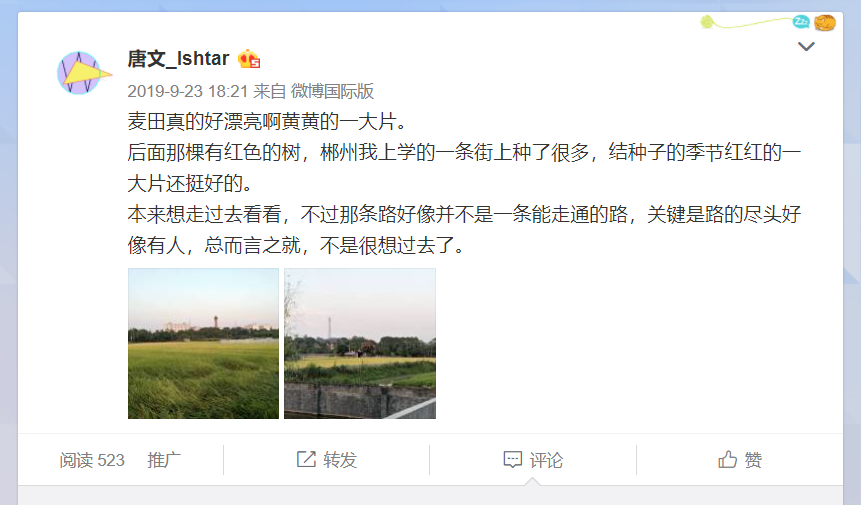 Zzz
唐文_Ishtar
2019-9-23 18:21 来自 微博国际版
麦田真的好漂亮啊黄黄的一大片。
后面那棵有红色的树，郴州我上学的一条街上种了很多，结种子的季节红红的一
大片还挺好的。
本来想走过去看看，不过那条路好像并不是一条能走通的路，关键是路的尽头好
像有人，总而言之就，不是很想过去了。
阅读 523 推广 转发 评论 赞